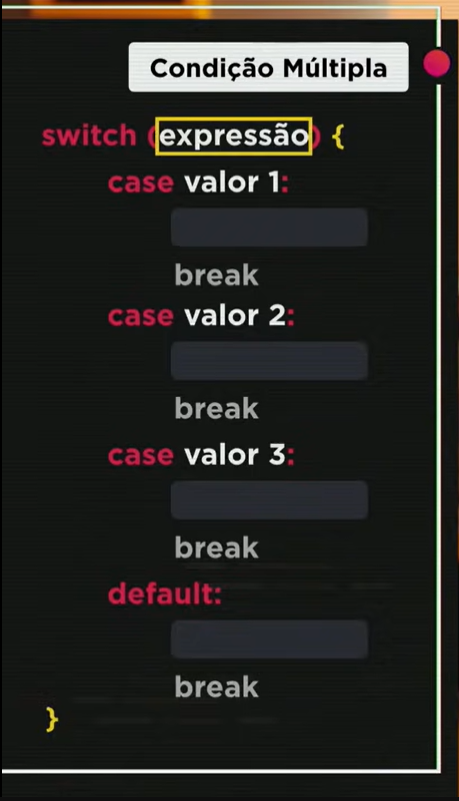 Condição Múltipla
switch (expressão) {
case valor 1:
break
case valor 2:
break
case valor 3:
break
default:
break
}